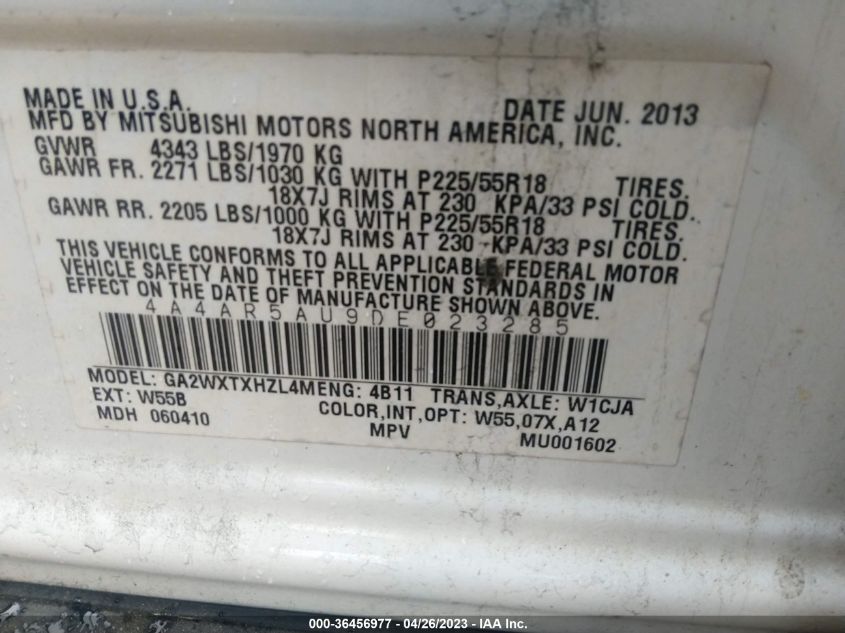 MADE IN U.S.A. DATE JUN. 2013
MFD BY MITSUBISHI MOTORS NORTH AMERICA, INC.
GVWR 4343 LBS/1970 KG
GAWR FR. 2271 LBS/1030 KG WITH P225/55R18 TIRES.
18X7J RIMS AT 230 KPA/33 PSI COLD.
GAWR RR. 2205 LBS/1000 KG WITH P225/55R18 TIRES.
18X7J RIMS AT 230 KPA/33 PSI COLD.
THIS VEHICLE CONFORMS TO ALL APPLICABLE FEDERAL MOTOR
VEHICLE SAFETY AND THEFT PREVENTION STANDARDS IN
EFFECT ON THE DATE OF MANUFACTURE SHOWN ABOVE.
4A4AR5AU9DE023285
MODEL: GA2WXTXHZL4MENG: 4B11 TRANS,AXLE: W1CJA
EXT: W55B COLOR,INT,OPT: W55,07X,A12
MDH 060410 MPV MU001602
000-36456977 - 04/26/2023 - IAA Inc.